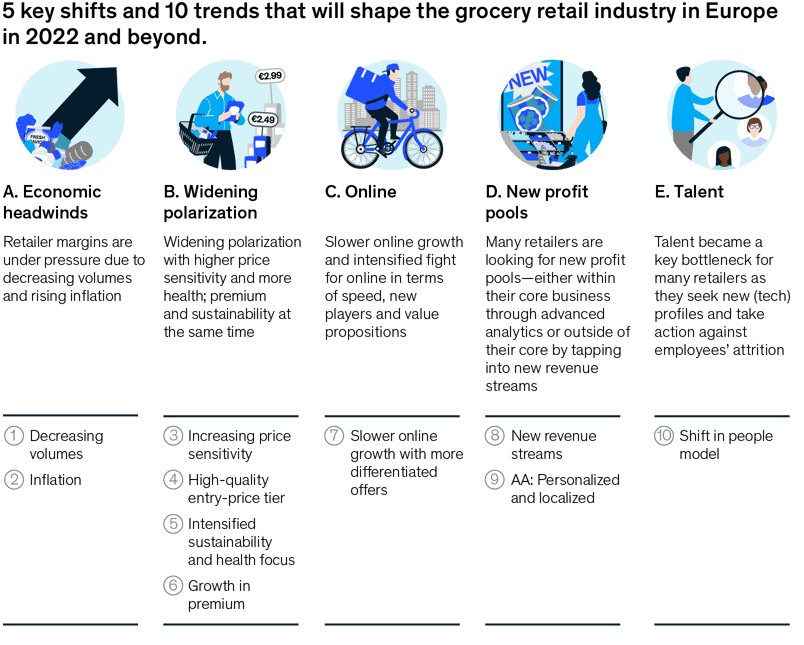 5 key shifts and 10 trends that will shape the grocery retail industry in Europe
in 2022 and beyond.
€2.99
€2.49
NEW
FRESH
A. Economic
headwinds
Retailer margins are
under pressure due to
decreasing volumes
and rising inflation
1 Decreasing
volumes
2 Inflation
B. Widening
polarization
Widening polarization
with higher price
sensitivity and more
health; premium
and sustainability at
the same time
3 Increasing price
sensitivity
4 High-quality
entry-price tier
5 Intensified
sustainability
and health focus
6 Growth in
premium
C. Online
Slower online growth
and intensified fight
for online in terms
of speed, new
players and value
propositions
7 Slower online
growth with more
differentiated
offers
D. New profit
pools
Many retailers are
looking for new profit
pools—either within
their core business
through advanced
analytics or outside of
their core by tapping
into new revenue
streams
8 New revenue
streams
9 AA: Personalized
and localized
E. Talent
Talent became a
key bottleneck for
many retailers as
they seek new (tech)
profiles and take
action against
employees’ attrition
10 Shift in people
model